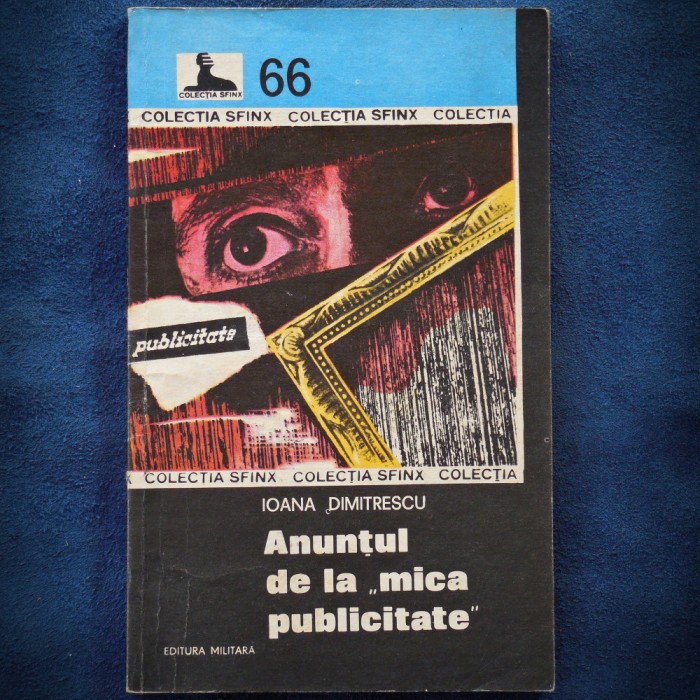 COLECȚIA SFINX
66
COLECȚIA SFINX COLECȚIA SFINX COLECȚIA
publicitate
COLECȚIA SFINX COLECȚIA SFINX COLECȚIA
IOANA DIMITRESCU
Anunțul
de la „mica
publicitate"
EDITURA MILITARĂ